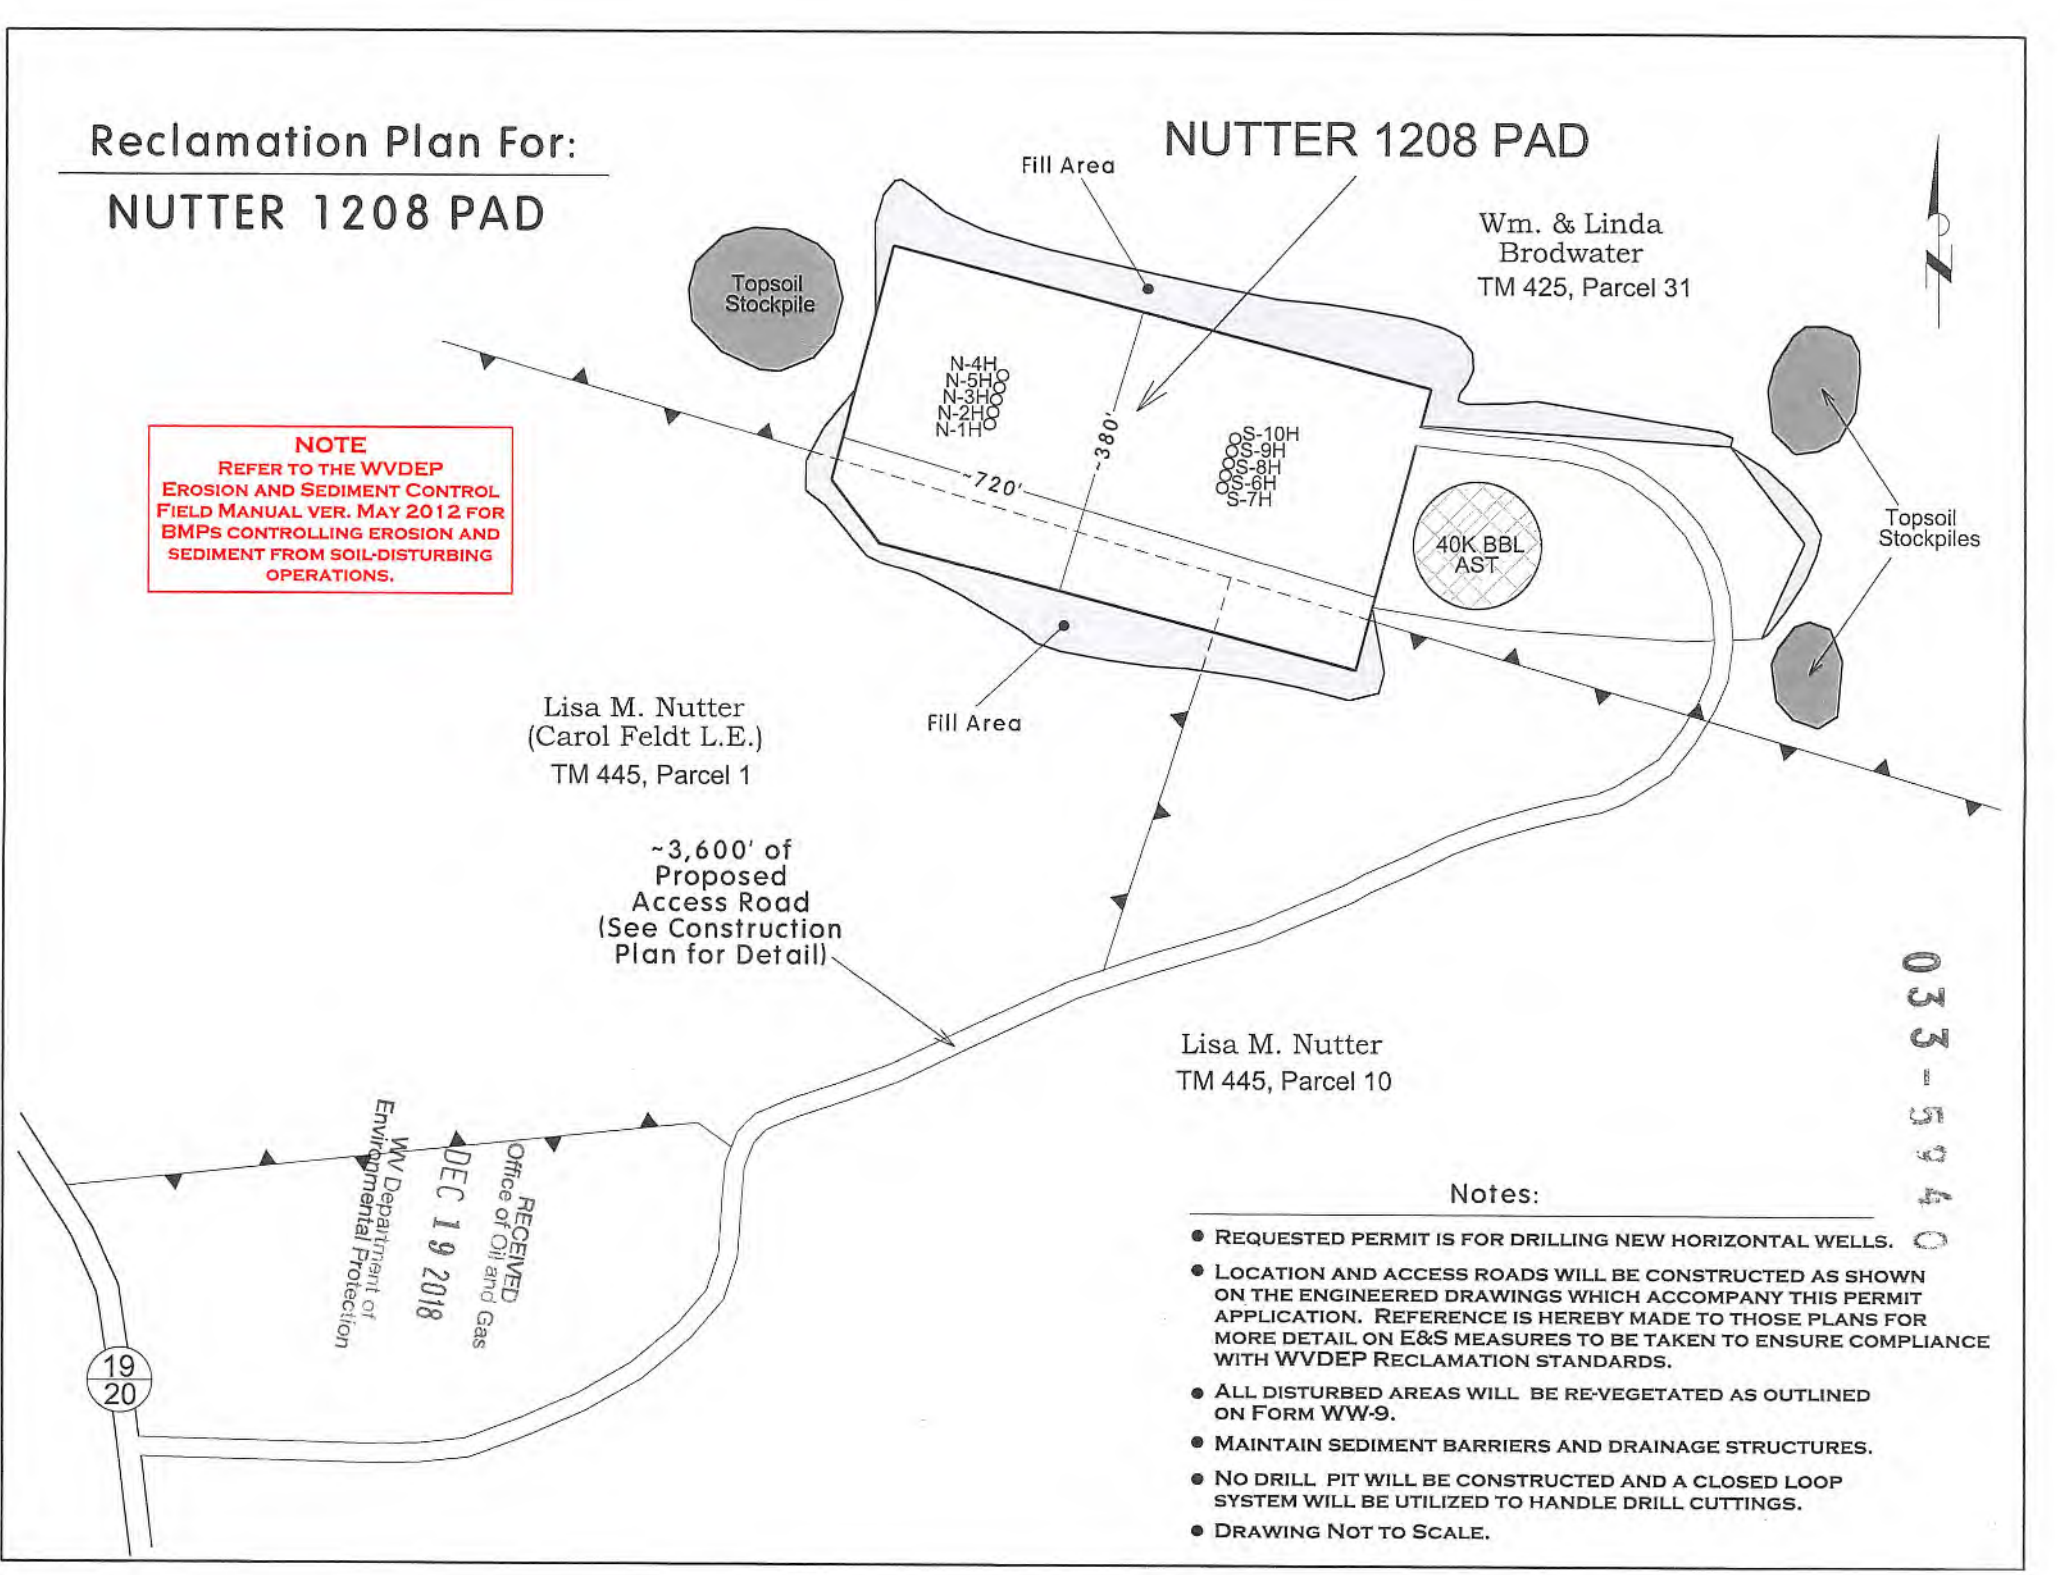 Reclamation Plan For:
NUTTER 1208 PAD
NUTTER 1208 PAD
Fill Area
Wm. & Linda
Brodwater
TM 425, Parcel 31
Topsoil
Stockpile
N-4H
N-5H
N-3H
N-2H
N-1H
~380'
~720'
S-10H
S-9H
S-8H
S-6H
S-7H
40K BBL
AST
Topsoil
Stockpiles
NOTE
REFER TO THE WVDEP
EROSION AND SEDIMENT CONTROL
FIELD MANUAL VER. MAY 2012 FOR
BMPS CONTROLLING EROSION AND
SEDIMENT FROM SOIL-DISTURBING
OPERATIONS.
Fill Area
Lisa M. Nutter
(Carol Feldt L.E.)
TM 445, Parcel 1
~3,600' of
Proposed
Access Road
(See Construction
Plan for Detail)
Lisa M. Nutter
TM 445, Parcel 10
033-5940
RECEIVED
Office of Oil and Gas
DEC 19 2018
WV Department of
Environmental Protection
19
20
Notes:
• REQUESTED PERMIT IS FOR DRILLING NEW HORIZONTAL WELLS.
• LOCATION AND ACCESS ROADS WILL BE CONSTRUCTED AS SHOWN
ON THE ENGINEERED DRAWINGS WHICH ACCOMPANY THIS PERMIT
APPLICATION. REFERENCE IS HEREBY MADE TO THOSE PLANS FOR
MORE DETAIL ON E&S MEASURES TO BE TAKEN TO ENSURE COMPLIANCE
WITH WVDEP RECLAMATION STANDARDS.
• ALL DISTURBED AREAS WILL BE RE-VEGETATED AS OUTLINED
ON FORM WW-9.
• MAINTAIN SEDIMENT BARRIERS AND DRAINAGE STRUCTURES.
• NO DRILL PIT WILL BE CONSTRUCTED AND A CLOSED LOOP
SYSTEM WILL BE UTILIZED TO HANDLE DRILL CUTTINGS.
• DRAWING NOT TO SCALE.